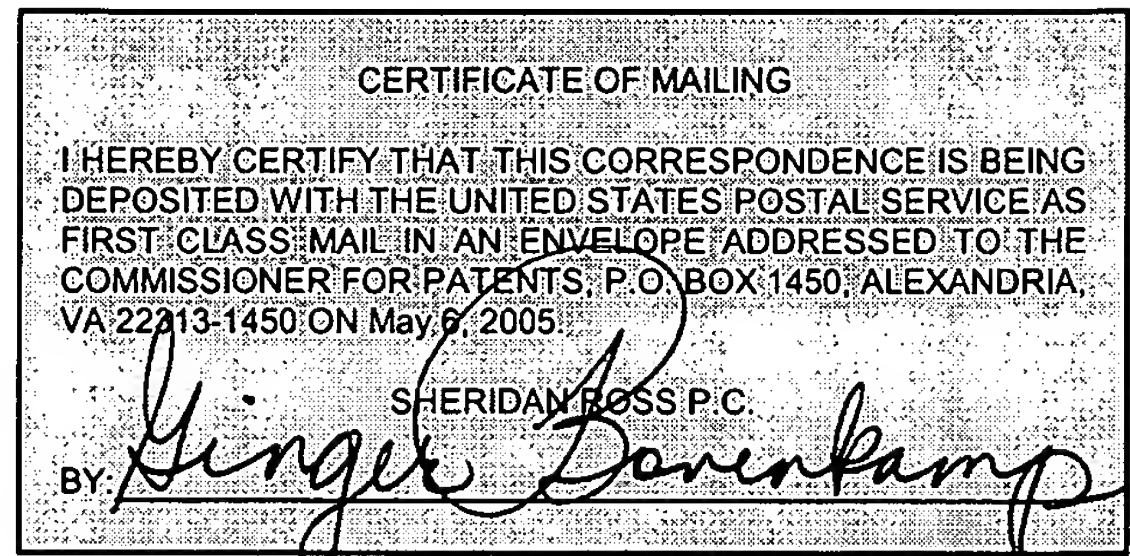 CERTIFICATE OF MAILING
I HEREBY CERTIFY THAT THIS CORRESPONDENCE IS BEING
DEPOSITED WITH THE UNITED STATES POSTAL SERVICE AS
FIRST CLASS MAIL IN AN ENVELOPE ADDRESSED TO THE
COMMISSIONER FOR PATENTS, P.O. BOX 1450, ALEXANDRIA,
VA 22313-1450 ON May 6, 2005.
SHERIDAN ROSS P.C.
BY: Ginger Bovenkamp